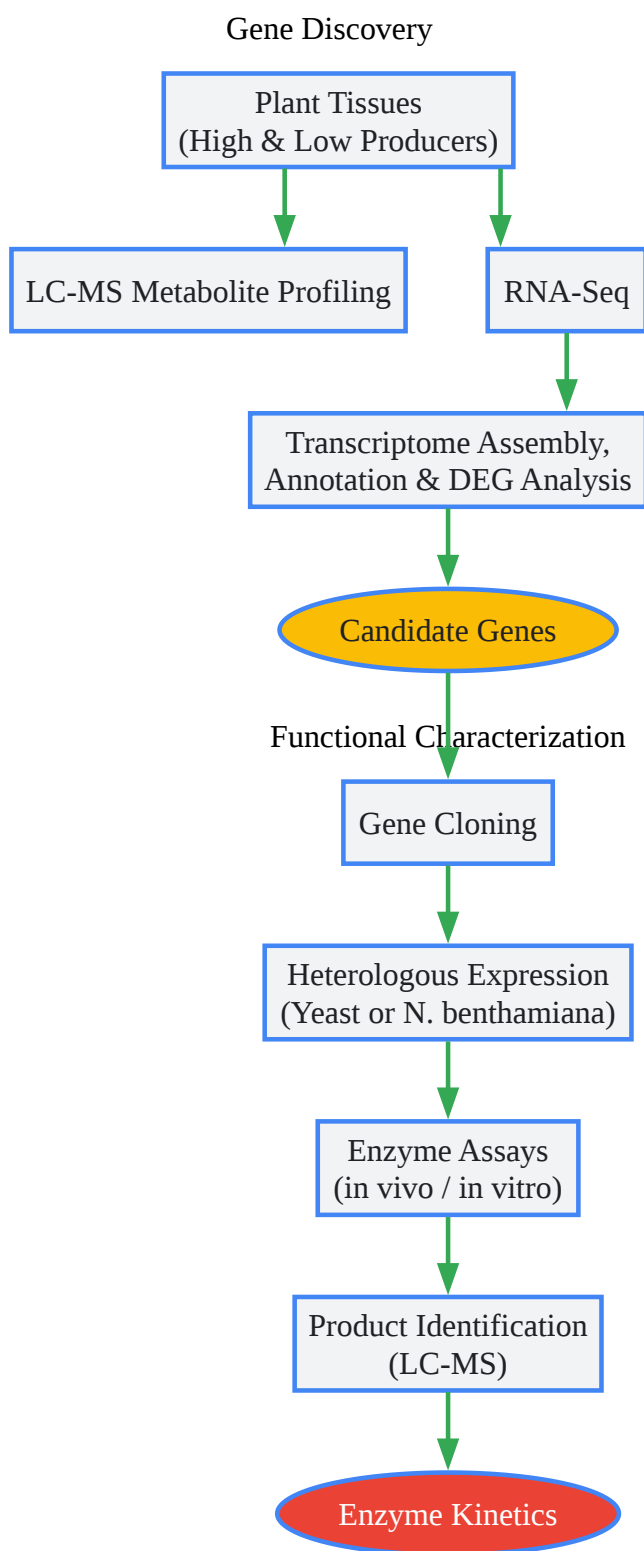 Gene Discovery
Plant Tissues
(High & Low Producers)
LC-MS Metabolite Profiling
RNA-Seq
Transcriptome Assembly,
Annotation & DEG Analysis
Candidate Genes
Functional Characterization
Gene Cloning
Heterologous Expression
(Yeast or N. benthamiana)
Enzyme Assays
(in vivo / in vitro)
Product Identification
(LC-MS)
Enzyme Kinetics